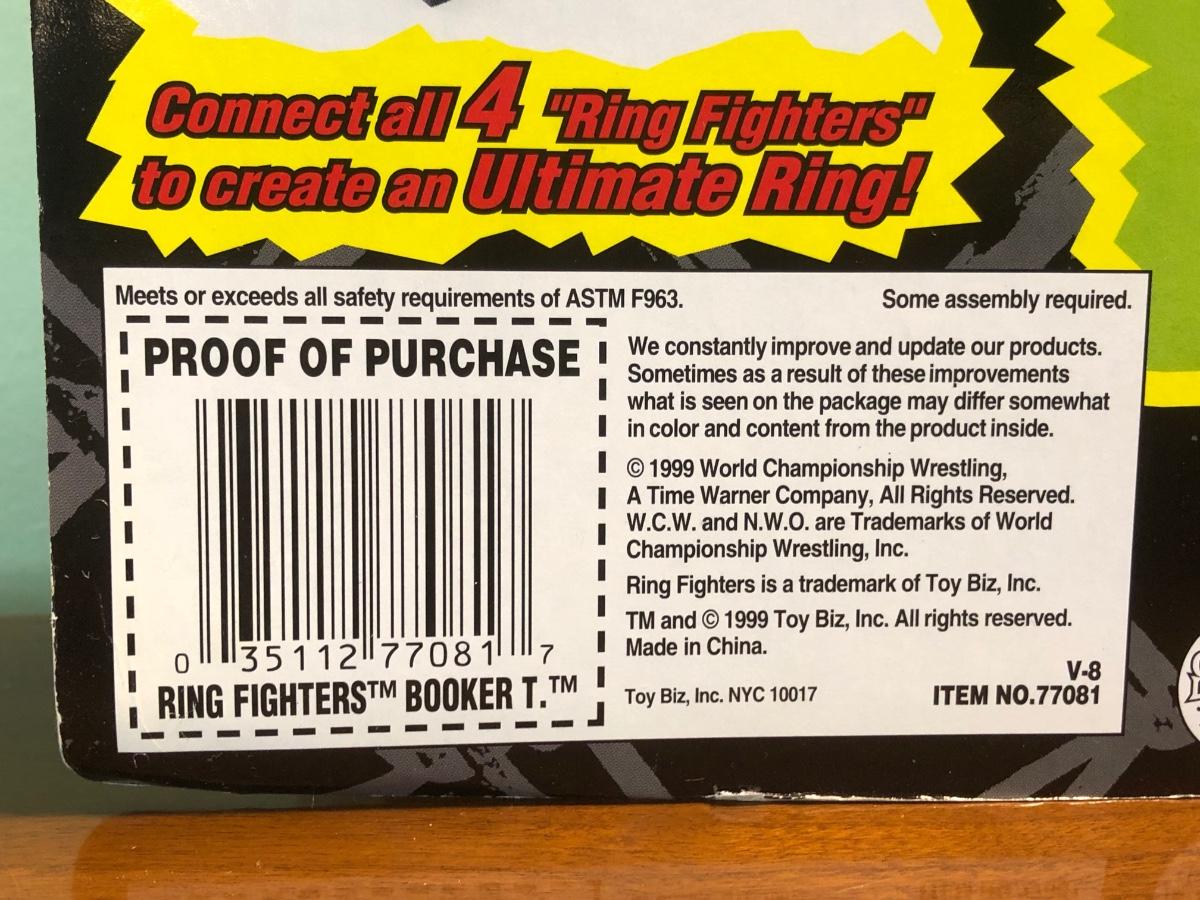 Connect all 4 "Ring Fighters"
to create an Ultimate Ring!
Meets or exceeds all safety requirements of ASTM F963.
Some assembly required.
PROOF OF PURCHASE
0 35112 77081 7
RING FIGHTERS™ BOOKER T.™
We constantly improve and update our products.
Sometimes as a result of these improvements
what is seen on the package may differ somewhat
in color and content from the product inside.
© 1999 World Championship Wrestling,
A Time Warner Company, All Rights Reserved.
W.C.W. and N.W.O. are Trademarks of World
Championship Wrestling, Inc.
Ring Fighters is a trademark of Toy Biz, Inc.
TM and © 1999 Toy Biz, Inc. All rights reserved.
Made in China.
Toy Biz, Inc. NYC 10017
V-8
ITEM NO.77081